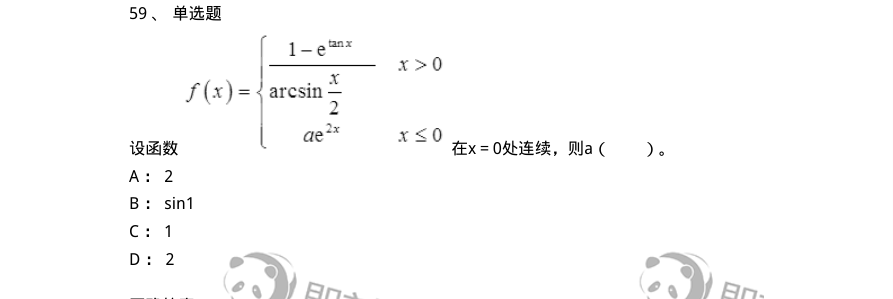 59 、 单选题
设函数 f(x) = { (1 − e^{tan x}) / (arcsin x/2) x > 0
ae^{2x} x ≤ 0 在x = 0处连续，则a（ ）。
A： 2
B： sin1
C： 1
D： 2